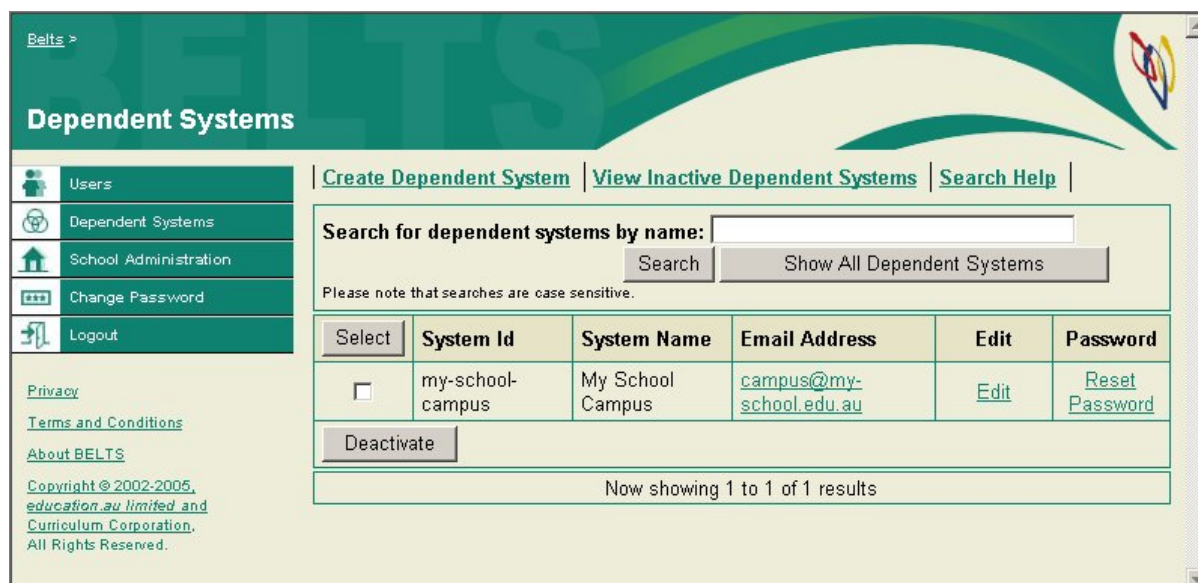 BELTS
Belts >
Dependent Systems
Users
Dependent Systems
School Administration
Change Password
Logout
Privacy
Terms and Conditions
About BELTS
Copyright © 2002-2005,
education.au limited and
Curriculum Corporation,
All Rights Reserved.
Create Dependent System
View Inactive Dependent Systems
Search Help
Search for dependent systems by name:
Search
Show All Dependent Systems
Please note that searches are case sensitive.
Select System Id System Name Email Address Edit Password
my-school- My School campus@my- Edit Reset
campus Campus school.edu.au Password
Deactivate
Now showing 1 to 1 of 1 results